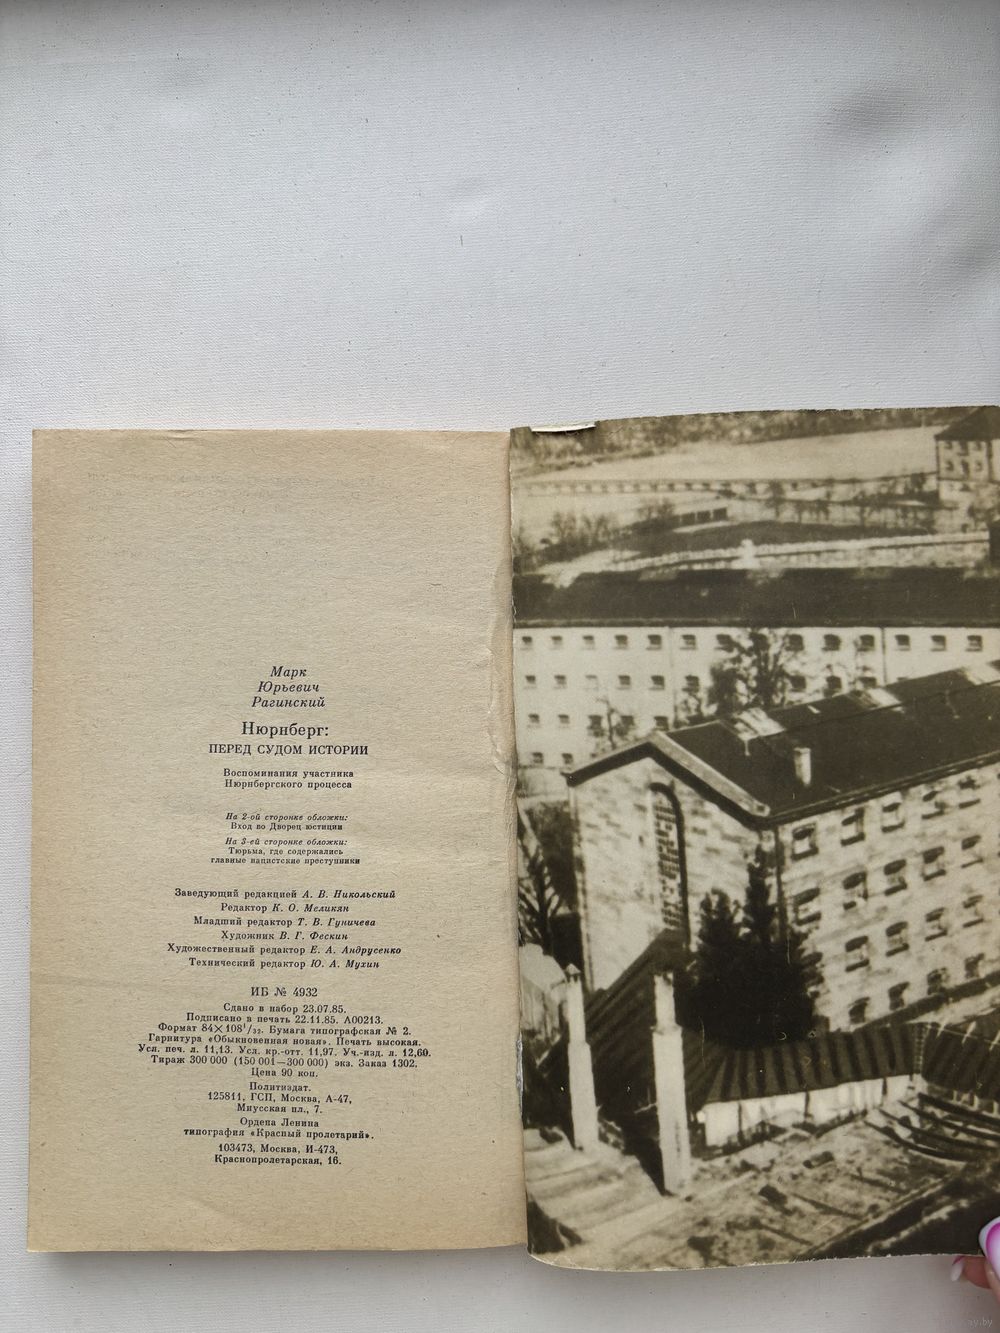 Марк
Юрьевич
Рагинский
Нюрнберг:
ПЕРЕД СУДОМ ИСТОРИИ
Воспоминания участника
Нюрнбергского процесса
На 2-ой сторонке обложки:
Вход во Дворец юстиции
На 3-ей сторонке обложки:
Тюрьма, где содержались
главные нацистские преступники
Заведующий редакцией А. В. Никольский
Редактор К. О. Меликян
Младший редактор Т. В. Гуничева
Художник В. Г. Фескин
Художественный редактор Е. А. Андрусенко
Технический редактор Ю. А. Мухин
ИБ № 4932
Сдано в набор 23.07.85.
Подписано в печать 22.11.85. А00213.
Формат 84×108¹/₃₂. Бумага типографская № 2.
Гарнитура «Обыкновенная новая». Печать высокая.
Усл. печ. л. 11,13. Усл. кр.-отт. 11,97. Уч.-изд. л. 12,60.
Тираж 300 000 (150 001—300 000) экз. Заказ 1302.
Цена 90 коп.
Политиздат.
125811, ГСП, Москва, А-47,
Миусская пл., 7.
Ордена Ленина
типография «Красный пролетарий».
103473, Москва, И-473,
Краснопролетарская, 16.